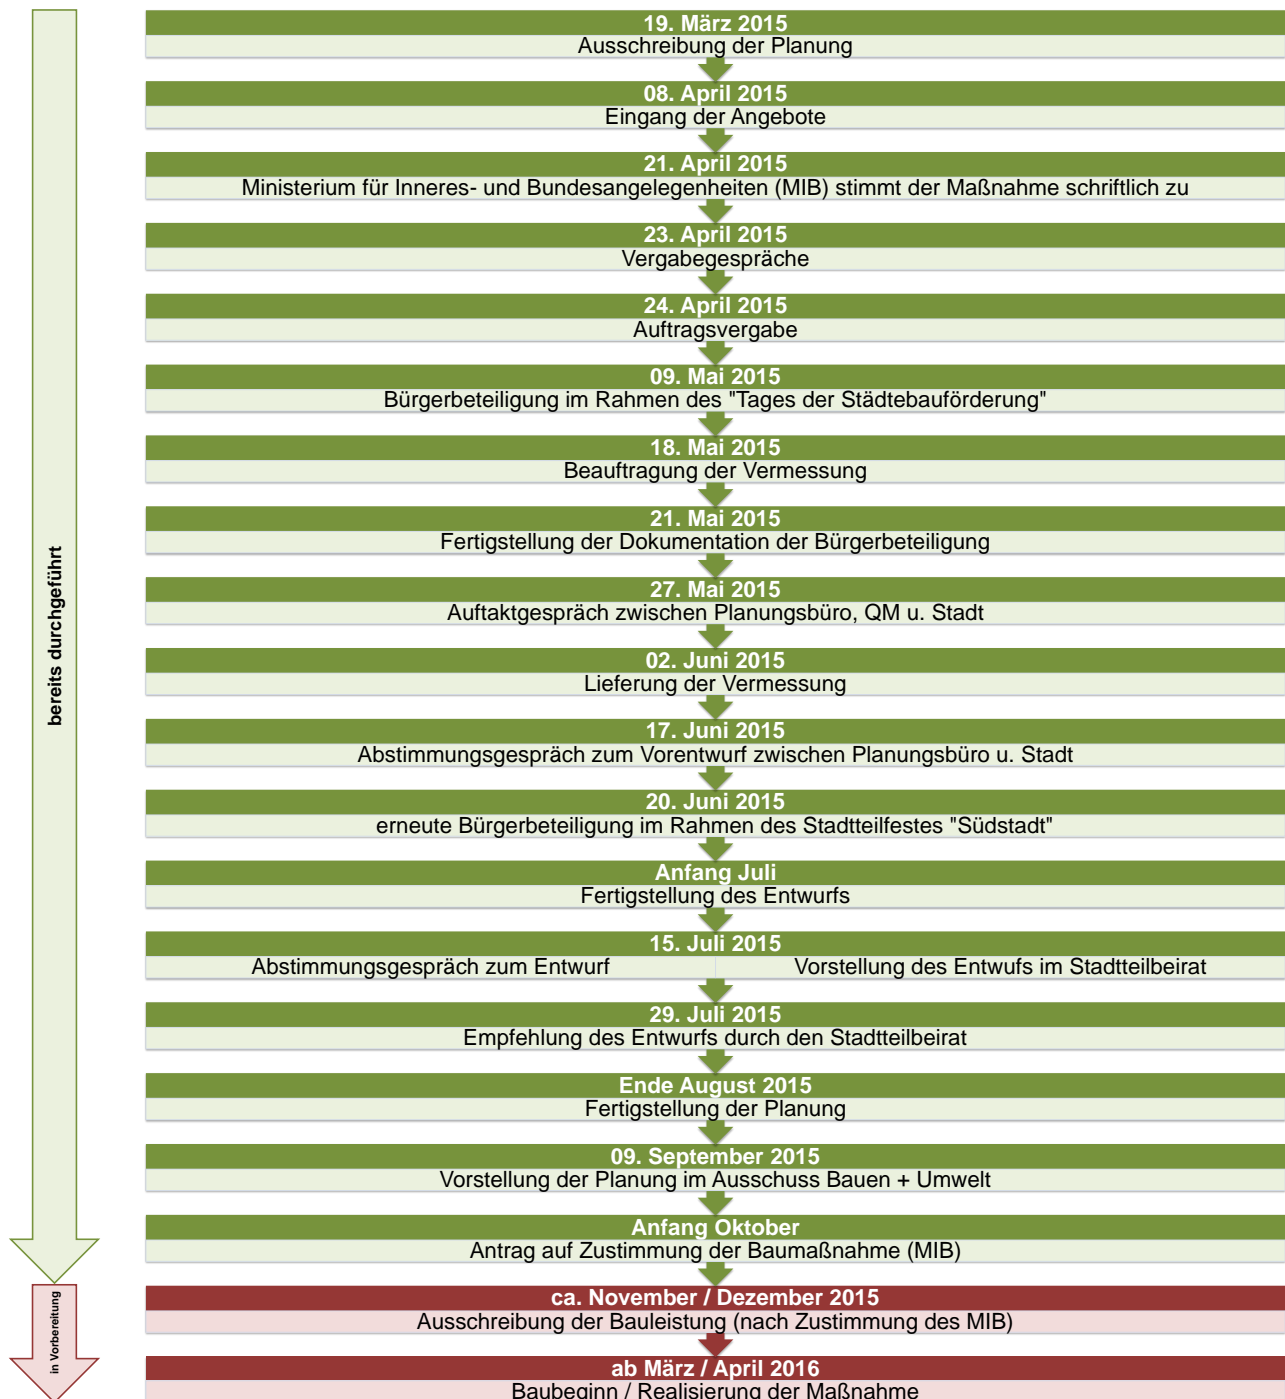 19. März 2015
Ausschreibung der Planung
08. April 2015
Eingang der Angebote
21. April 2015
Ministerium für Inneres- und Bundesangelegenheiten (MIB) stimmt der Maßnahme schriftlich zu
23. April 2015
Vergabegespräche
24. April 2015
Auftragsvergabe
09. Mai 2015
Bürgerbeteiligung im Rahmen des "Tages der Städtebauförderung"
18. Mai 2015
Beauftragung der Vermessung
21. Mai 2015
Fertigstellung der Dokumentation der Bürgerbeteiligung
27. Mai 2015
Auftaktgespräch zwischen Planungsbüro, QM u. Stadt
02. Juni 2015
Lieferung der Vermessung
17. Juni 2015
Abstimmungsgespräch zum Vorentwurf zwischen Planungsbüro u. Stadt
20. Juni 2015
erneute Bürgerbeteiligung im Rahmen des Stadtteilfestes "Südstadt"
Anfang Juli
Fertigstellung des Entwurfs
15. Juli 2015
Abstimmungsgespräch zum Entwurf
Vorstellung des Entwufs im Stadtteilbeirat
29. Juli 2015
Empfehlung des Entwurfs durch den Stadtteilbeirat
Ende August 2015
Fertigstellung der Planung
09. September 2015
Vorstellung der Planung im Ausschuss Bauen + Umwelt
Anfang Oktober
Antrag auf Zustimmung der Baumaßnahme (MIB)
ca. November / Dezember 2015
Ausschreibung der Bauleistung (nach Zustimmung des MIB)
ab März / April 2016
Baubeginn / Realisierung der Maßnahme
bereits durchgeführt
in Vorbereitung